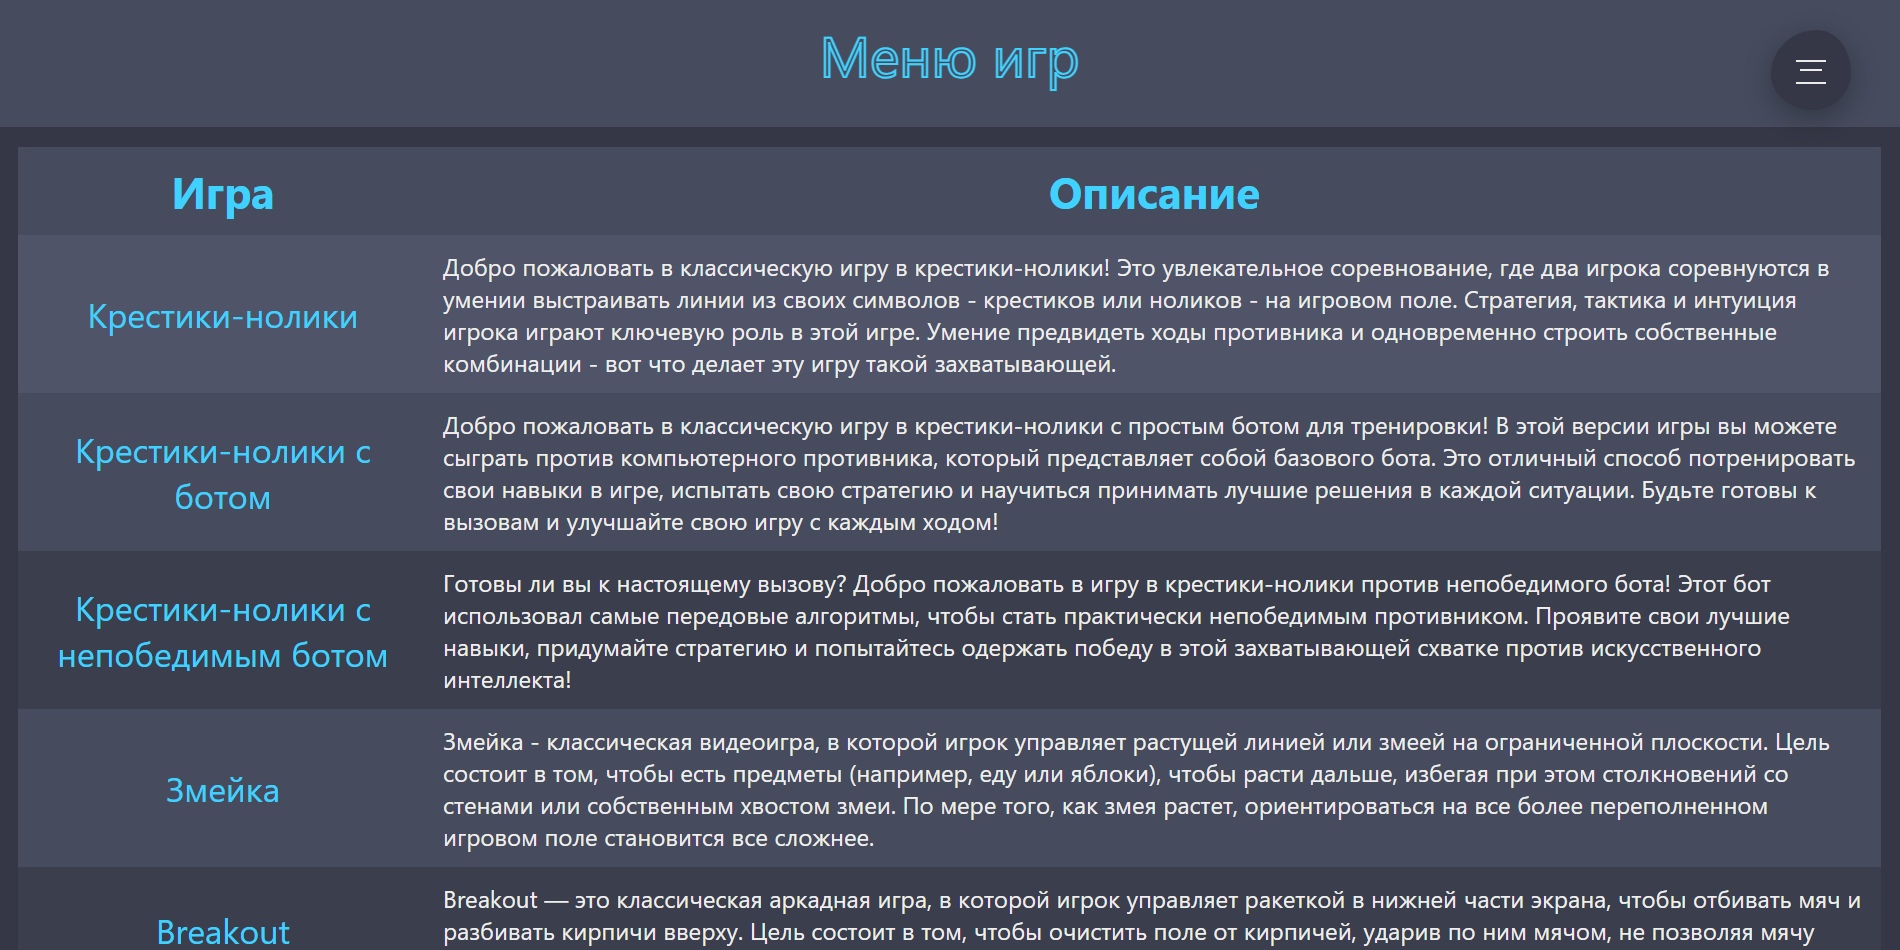 Меню игр
Игра
Описание
Крестики-нолики
Добро пожаловать в классическую игру в крестики-нолики! Это увлекательное соревнование, где два игрока соревнуются в
умении выстраивать линии из своих символов - крестиков или ноликов - на игровом поле. Стратегия, тактика и интуиция
игрока играют ключевую роль в этой игре. Умение предвидеть ходы противника и одновременно строить собственные
комбинации - вот что делает эту игру такой захватывающей.
Крестики-нолики с
ботом
Добро пожаловать в классическую игру в крестики-нолики с простым ботом для тренировки! В этой версии игры вы можете
сыграть против компьютерного противника, который представляет собой базового бота. Это отличный способ потренировать
свои навыки в игре, испытать свою стратегию и научиться принимать лучшие решения в каждой ситуации. Будьте готовы к
вызовам и улучшайте свою игру с каждым ходом!
Крестики-нолики с
непобедимым ботом
Готовы ли вы к настоящему вызову? Добро пожаловать в игру в крестики-нолики против непобедимого бота! Этот бот
использовал самые передовые алгоритмы, чтобы стать практически непобедимым противником. Проявите свои лучшие
навыки, придумайте стратегию и попытайтесь одержать победу в этой захватывающей схватке против искусственного
интеллекта!
Змейка
Змейка - классическая видеоигра, в которой игрок управляет растущей линией или змеей на ограниченной плоскости. Цель
состоит в том, чтобы есть предметы (например, еду или яблоки), чтобы расти дальше, избегая при этом столкновений со
стенами или собственным хвостом змеи. По мере того, как змея растет, ориентироваться на все более переполненном
игровом поле становится все сложнее.
Breakout
Breakout — это классическая аркадная игра, в которой игрок управляет ракеткой в нижней части экрана, чтобы отбивать мяч и
разбивать кирпичи вверху. Цель состоит в том, чтобы очистить поле от кирпичей, ударив по ним мячом, не позволяя мячу